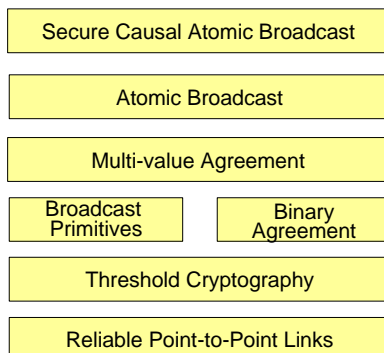 Secure Causal Atomic Broadcast
Atomic Broadcast
Multi-value Agreement
Broadcast
Primitives
Binary
Agreement
Threshold Cryptography
Reliable Point-to-Point Links